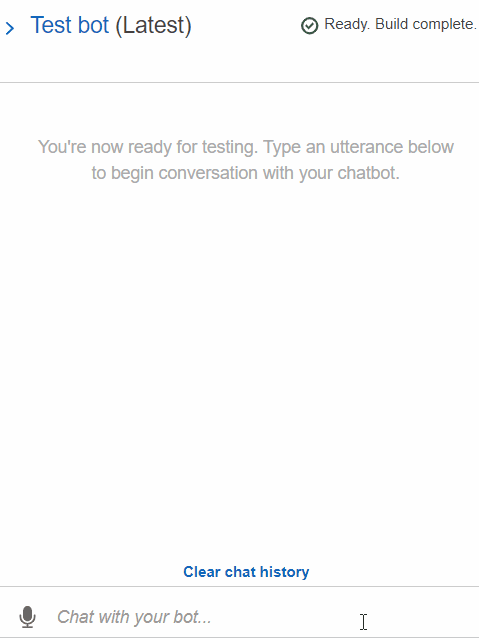 Test bot (Latest) Ready. Build complete.
You're now ready for testing. Type an utterance below
to begin conversation with your chatbot.
Clear chat history
Chat with your bot...